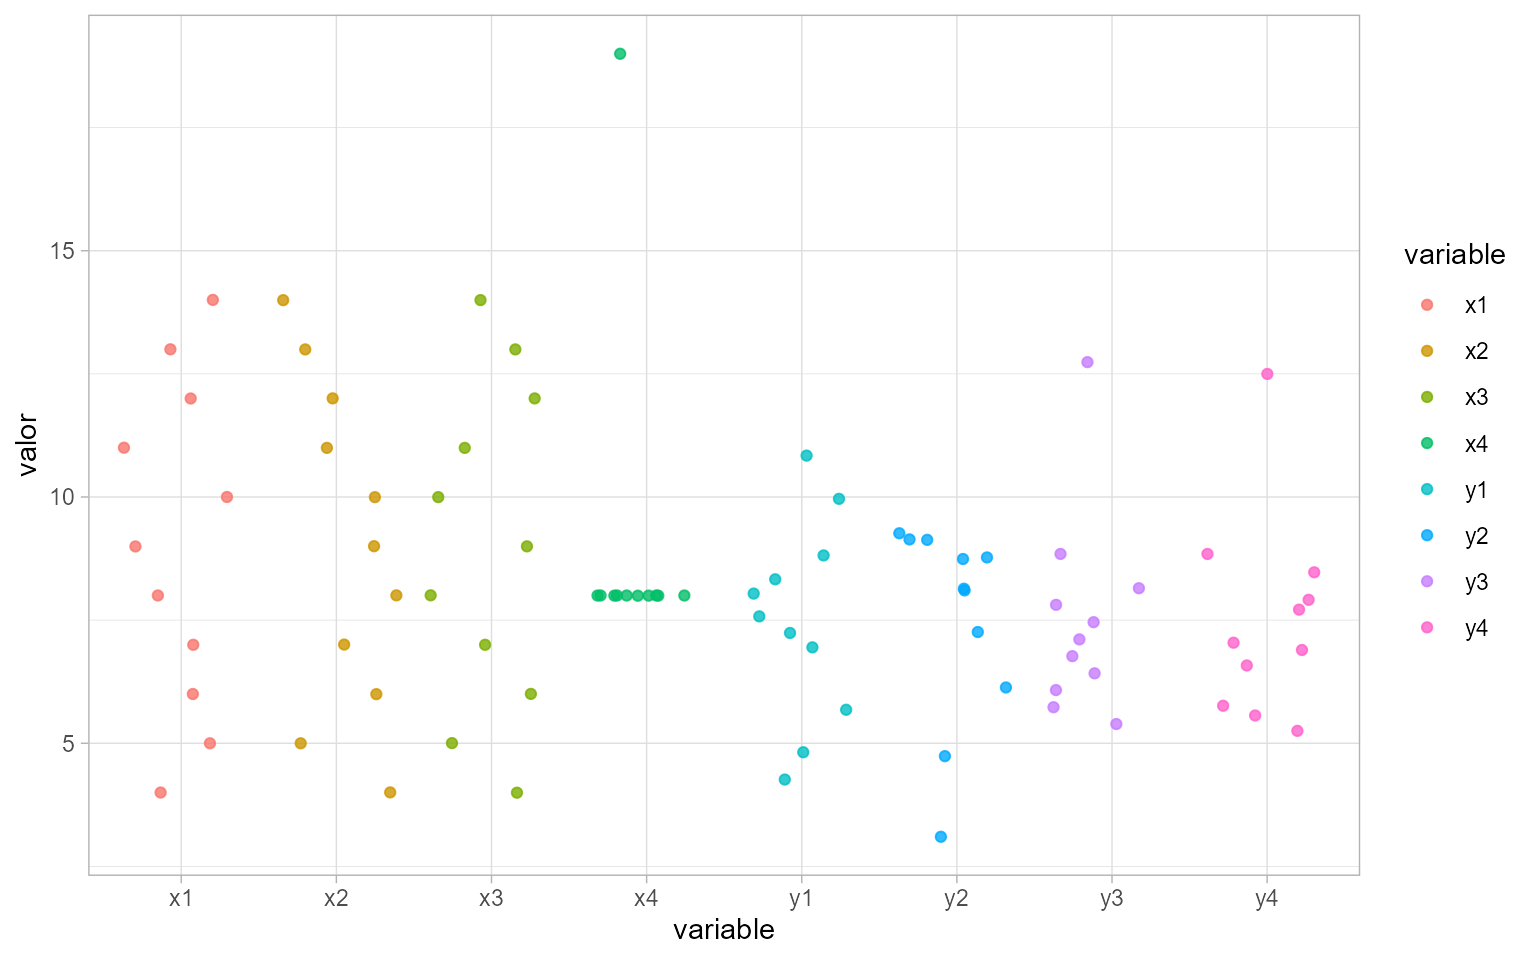 valor
15
10
5
x1 x2 x3 x4 y1 y2 y3 y4
variable
variable
x1
x2
x3
x4
y1
y2
y3
y4